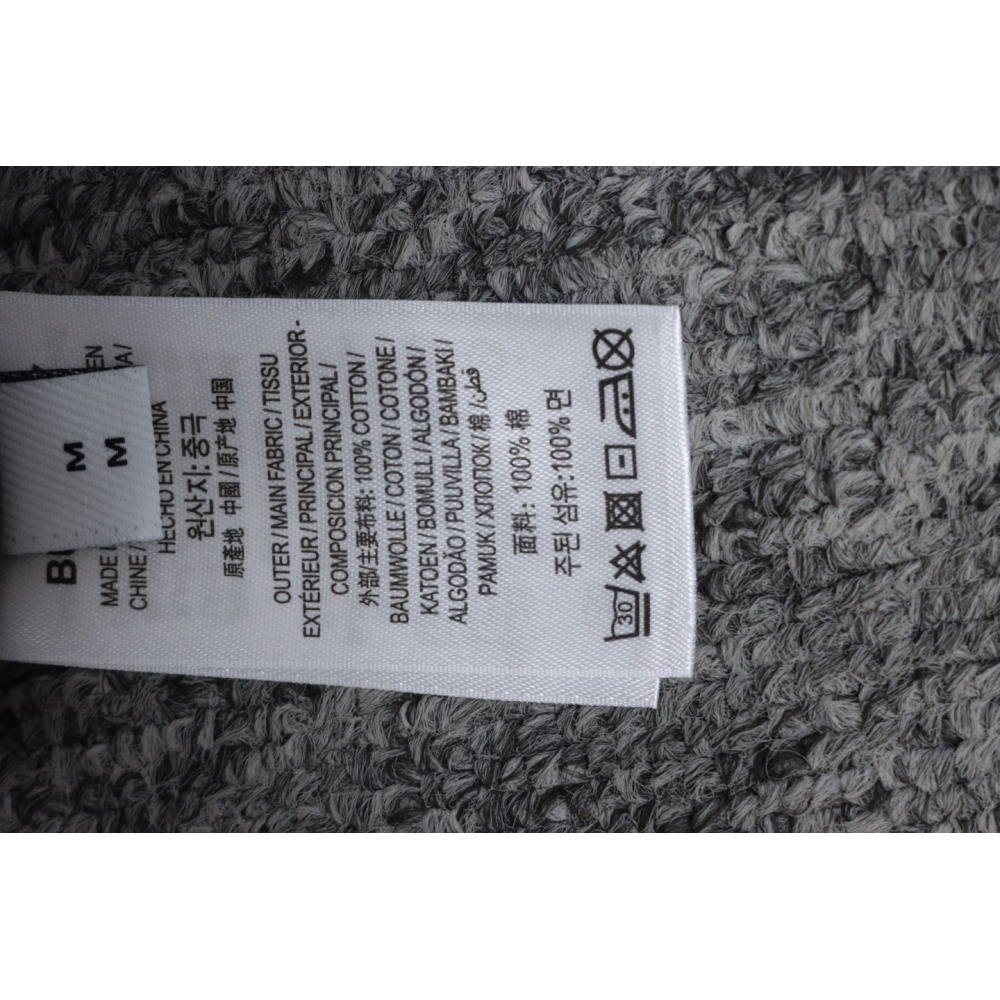 M
M
B
MADE EN
CHINE/ A/
HECHO EN CHINA
원산지: 중국
原產地 中國 / 原产地 中国
OUTER / MAIN FABRIC / TISSU
EXTÉRIEUR / PRINCIPAL / EXTERIOR -
COMPOSICION PRINCIPAL /
外部/主要布料: 100% COTTON /
BAUMWOLLE / COTON / COTONE /
KATOEN / BOMULL / ALGODON /
ALGODÃO / PUUVILLA / BAMBAKI /
PAMUK / ХЛОПОК / 棉 / قطن
面料: 100% 棉
주된 섬유:100% 면
30